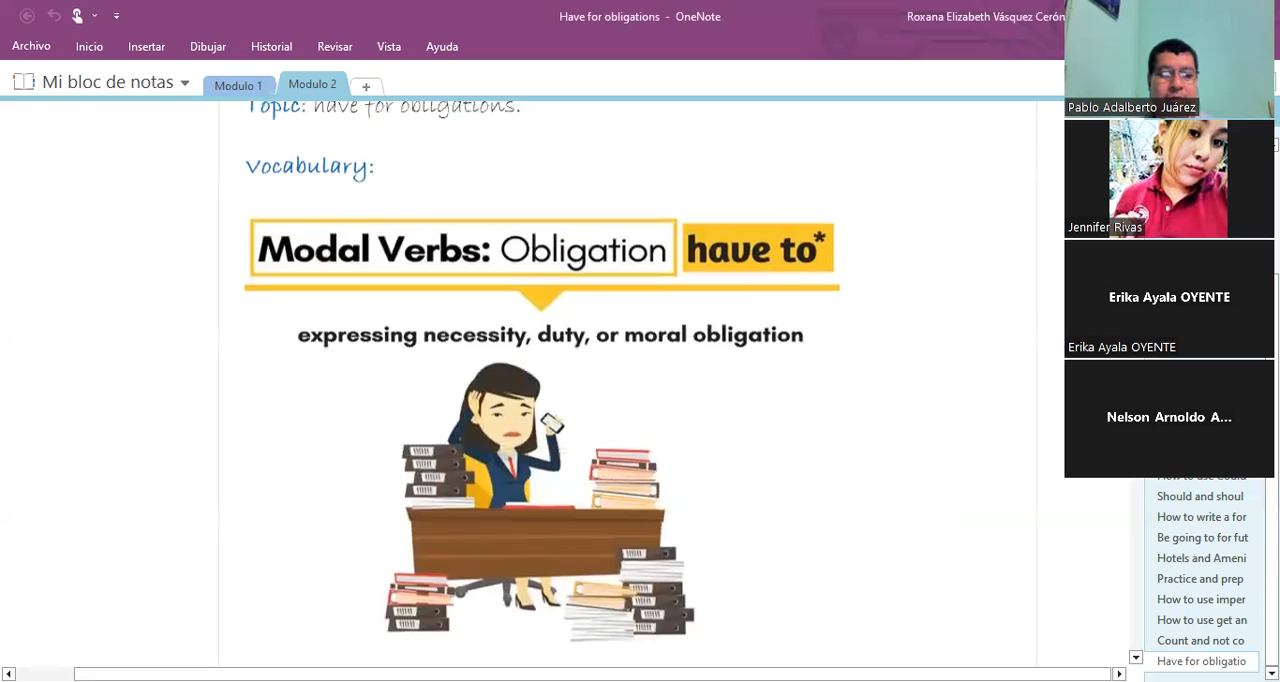 Have for obligations - OneNote
Roxana Elizabeth Vásquez Cerón
Archivo Inicio Insertar Dibujar Historial Revisar Vista Ayuda
Mi bloc de notas
Modulo 1
Modulo 2
+
Topic: have for obligations.
Vocabulary:
Modal Verbs: Obligation have to*
expressing necessity, duty, or moral obligation
Pablo Adalberto Juárez
Jennifer Rivas
Erika Ayala OYENTE
Erika Ayala OYENTE
Nelson Arnoldo A...
How to use Could
Should and shoul
How to write a for
Be going to for fut
Hotels and Ameni
Practice and prep
How to use imper
How to use get an
Count and not co
Have for obligatio